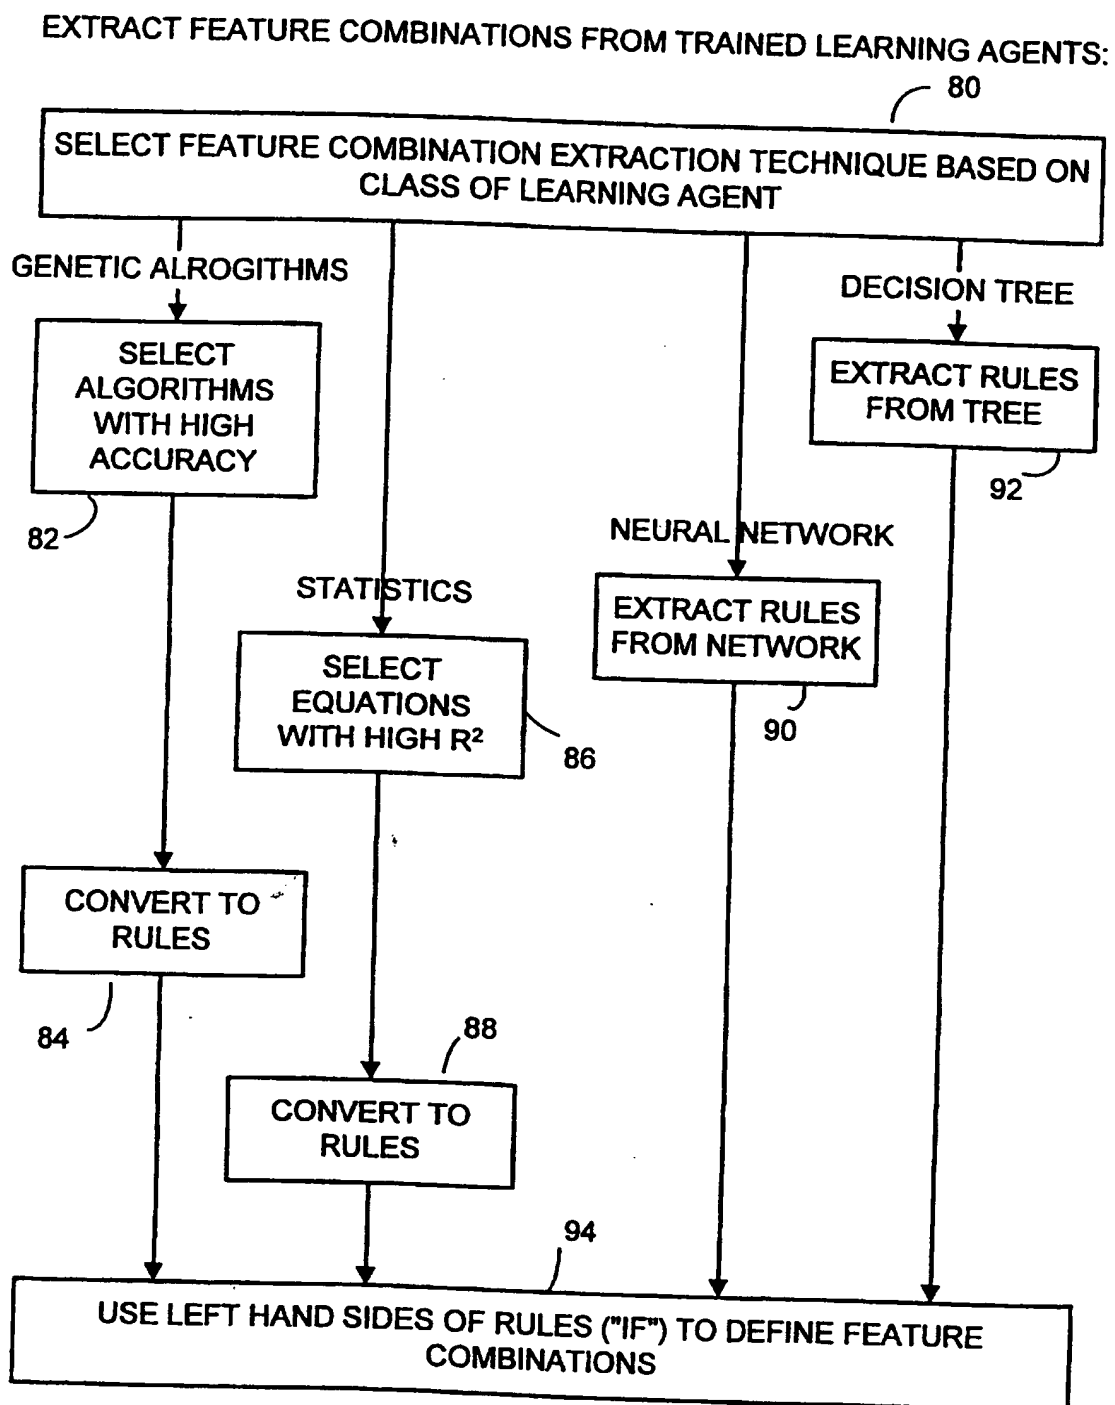 EXTRACT FEATURE COMBINATIONS FROM TRAINED LEARNING AGENTS:
80
SELECT FEATURE COMBINATION EXTRACTION TECHNIQUE BASED ON
CLASS OF LEARNING AGENT
GENETIC ALROGITHMS
DECISION TREE
SELECT
ALGORITHMS
WITH HIGH
ACCURACY
82
EXTRACT RULES
FROM TREE
92
NEURAL NETWORK
EXTRACT RULES
FROM NETWORK
90
STATISTICS
SELECT
EQUATIONS
WITH HIGH R²
86
CONVERT TO
RULES
84
88
CONVERT TO
RULES
94
USE LEFT HAND SIDES OF RULES ("IF") TO DEFINE FEATURE
COMBINATIONS